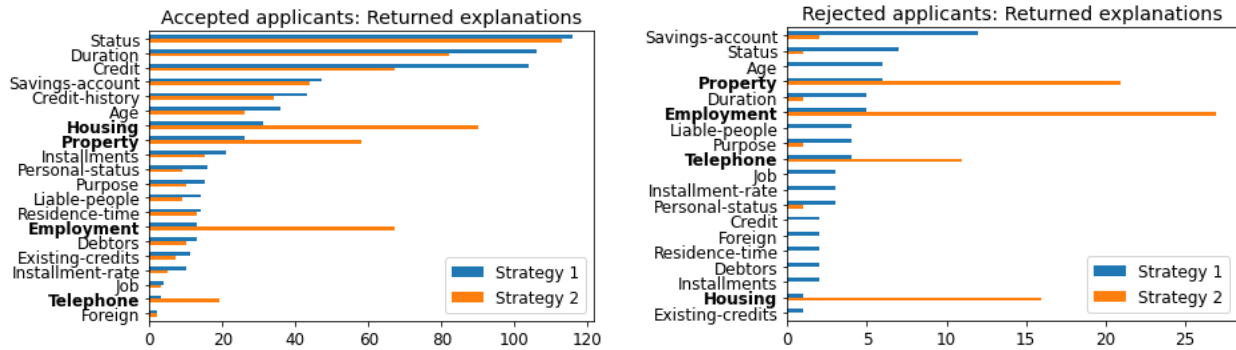 Accepted applicants: Returned explanations
Status
Duration
Credit
Savings-account
Credit-history
Age
Housing
Property
Installments
Personal-status
Purpose
Liable-people
Residence-time
Employment
Debtors
Existing-credits
Installment-rate
Job
Telephone
Foreign
Strategy 1
Strategy 2
0 20 40 60 80 100 120
Rejected applicants: Returned explanations
Savings-account
Status
Age
Property
Duration
Employment
Liable-people
Purpose
Telephone
Job
Installment-rate
Personal-status
Credit
Foreign
Residence-time
Debtors
Installments
Housing
Existing-credits
Strategy 1
Strategy 2
0 5 10 15 20 25